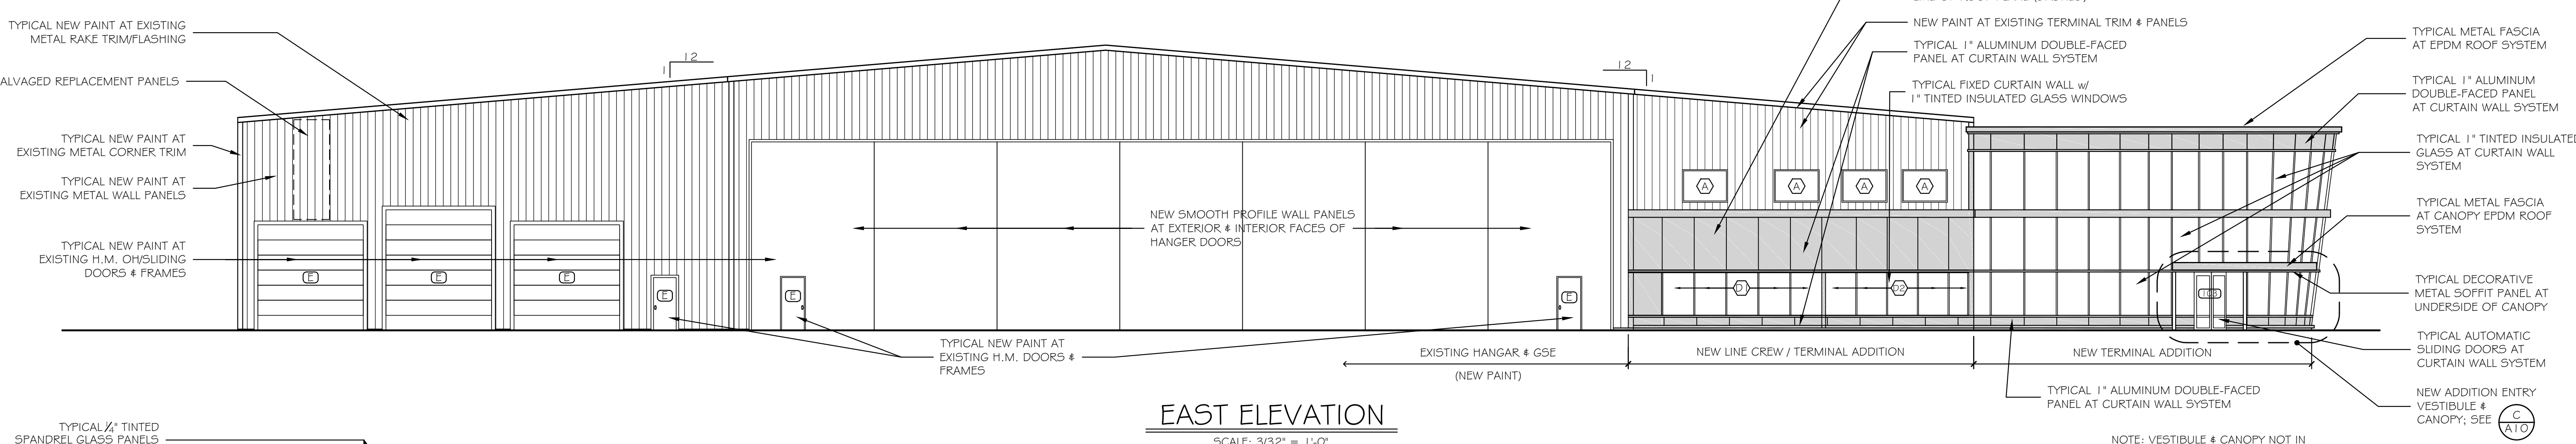 TYPICAL NEW PAINT AT EXISTING
METAL RAKE TRIM/FLASHING
ALVAGED REPLACEMENT PANELS
TYPICAL NEW PAINT AT
EXISTING METAL CORNER TRIM
TYPICAL NEW PAINT AT
EXISTING METAL WALL PANELS
TYPICAL NEW PAINT AT
EXISTING H.M. OH/SLIDING
DOORS & FRAMES
12
1
12
1
NEW PAINT AT EXISTING TERMINAL TRIM & PANELS
TYPICAL 1" ALUMINUM DOUBLE-FACED
PANEL AT CURTAIN WALL SYSTEM
TYPICAL FIXED CURTAIN WALL w/
1" TINTED INSULATED GLASS WINDOWS
A
A
A
A
NEW SMOOTH PROFILE WALL PANELS
AT EXTERIOR & INTERIOR FACES OF
HANGER DOORS
E
E
E
E
E
E
D1
D2
103
TYPICAL METAL FASCIA
AT EPDM ROOF SYSTEM
TYPICAL 1" ALUMINUM
DOUBLE-FACED PANEL
AT CURTAIN WALL SYSTEM
TYPICAL 1" TINTED INSULATED
GLASS AT CURTAIN WALL
SYSTEM
TYPICAL METAL FASCIA
AT CANOPY EPDM ROOF
SYSTEM
TYPICAL DECORATIVE
METAL SOFFIT PANEL AT
UNDERSIDE OF CANOPY
TYPICAL AUTOMATIC
SLIDING DOORS AT
CURTAIN WALL SYSTEM
NEW ADDITION ENTRY
VESTIBULE &
CANOPY; SEE
C
A10
TYPICAL NEW PAINT AT
EXISTING H.M. DOORS &
FRAMES
EXISTING HANGAR & GSE
(NEW PAINT)
NEW LINE CREW / TERMINAL ADDITION
NEW TERMINAL ADDITION
TYPICAL 1" ALUMINUM DOUBLE-FACED
PANEL AT CURTAIN WALL SYSTEM
EAST ELEVATION
SCALE: 3/32" = 1'-0"
TYPICAL 1/4" TINTED
SPANDREL GLASS PANELS
NOTE: VESTIBULE & CANOPY NOT IN